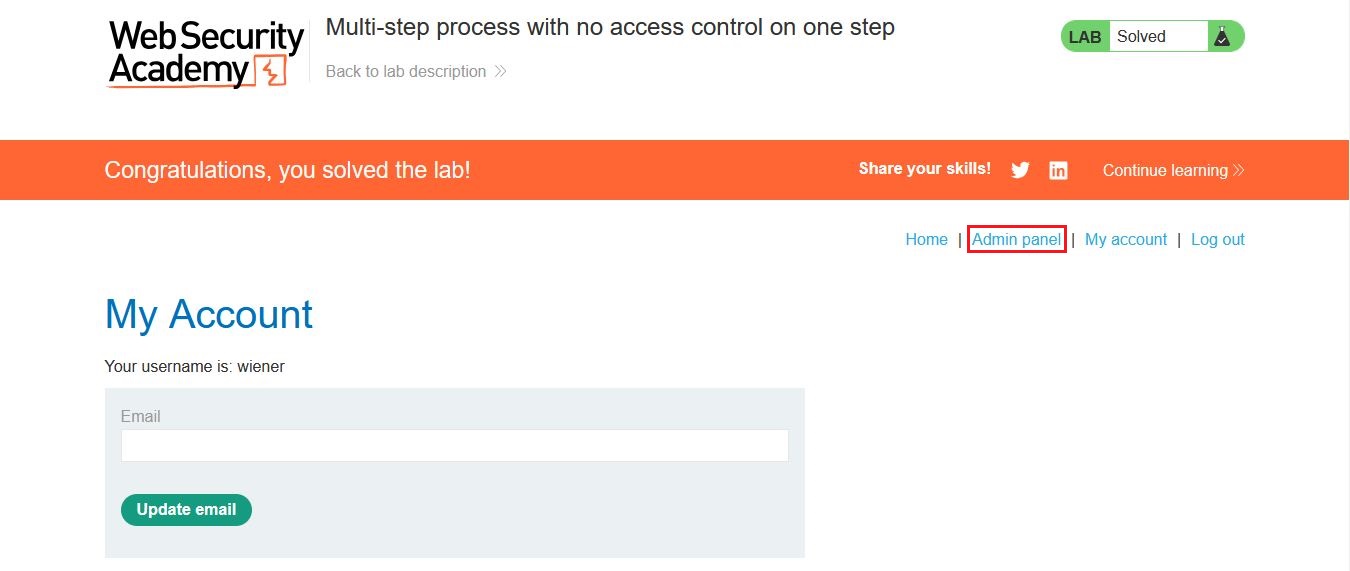 Web Security
Academy
Multi-step process with no access control on one step
Back to lab description
LAB Solved
Congratulations, you solved the lab!
Share your skills!
Continue learning
Home | Admin panel | My account | Log out
My Account
Your username is: wiener
Email
Update email